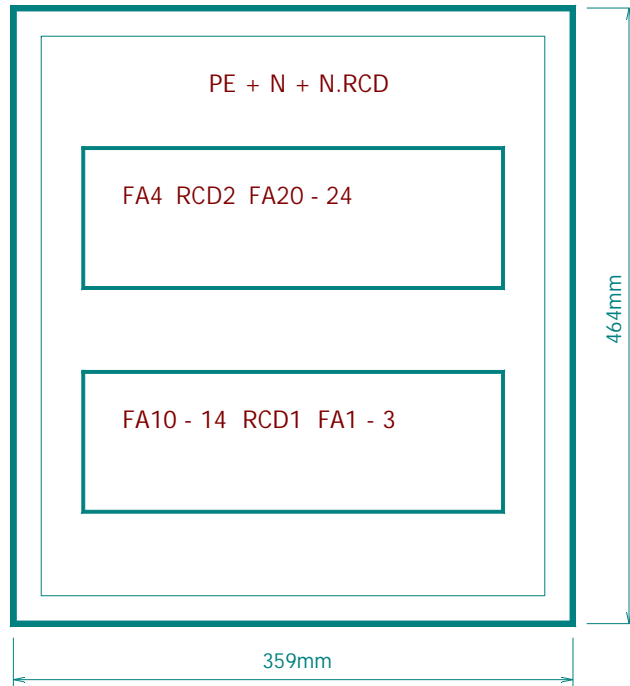 PE + N + N.RCD
FA4 RCD2 FA20 - 24
464mm
FA10 - 14 RCD1 FA1 - 3
359mm